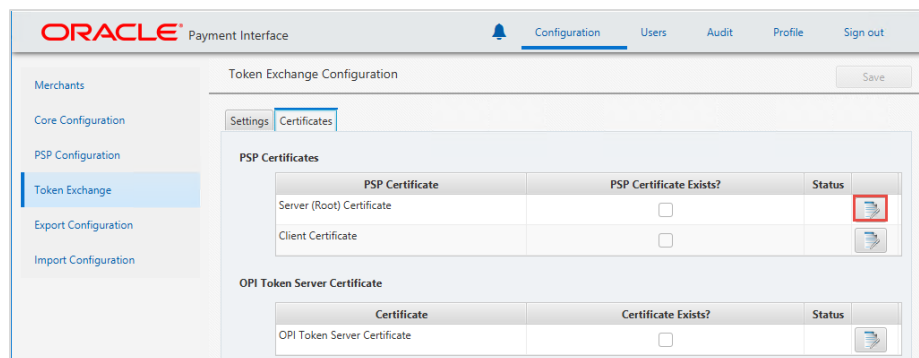 ORACLE Payment Interface
Configuration Users Audit Profile Sign out
Merchants
Core Configuration
PSP Configuration
Token Exchange
Export Configuration
Import Configuration
Token Exchange Configuration
Save
Settings Certificates
PSP Certificates
PSP Certificate PSP Certificate Exists? Status
Server (Root) Certificate
Client Certificate
OPI Token Server Certificate
Certificate Certificate Exists? Status
OPI Token Server Certificate